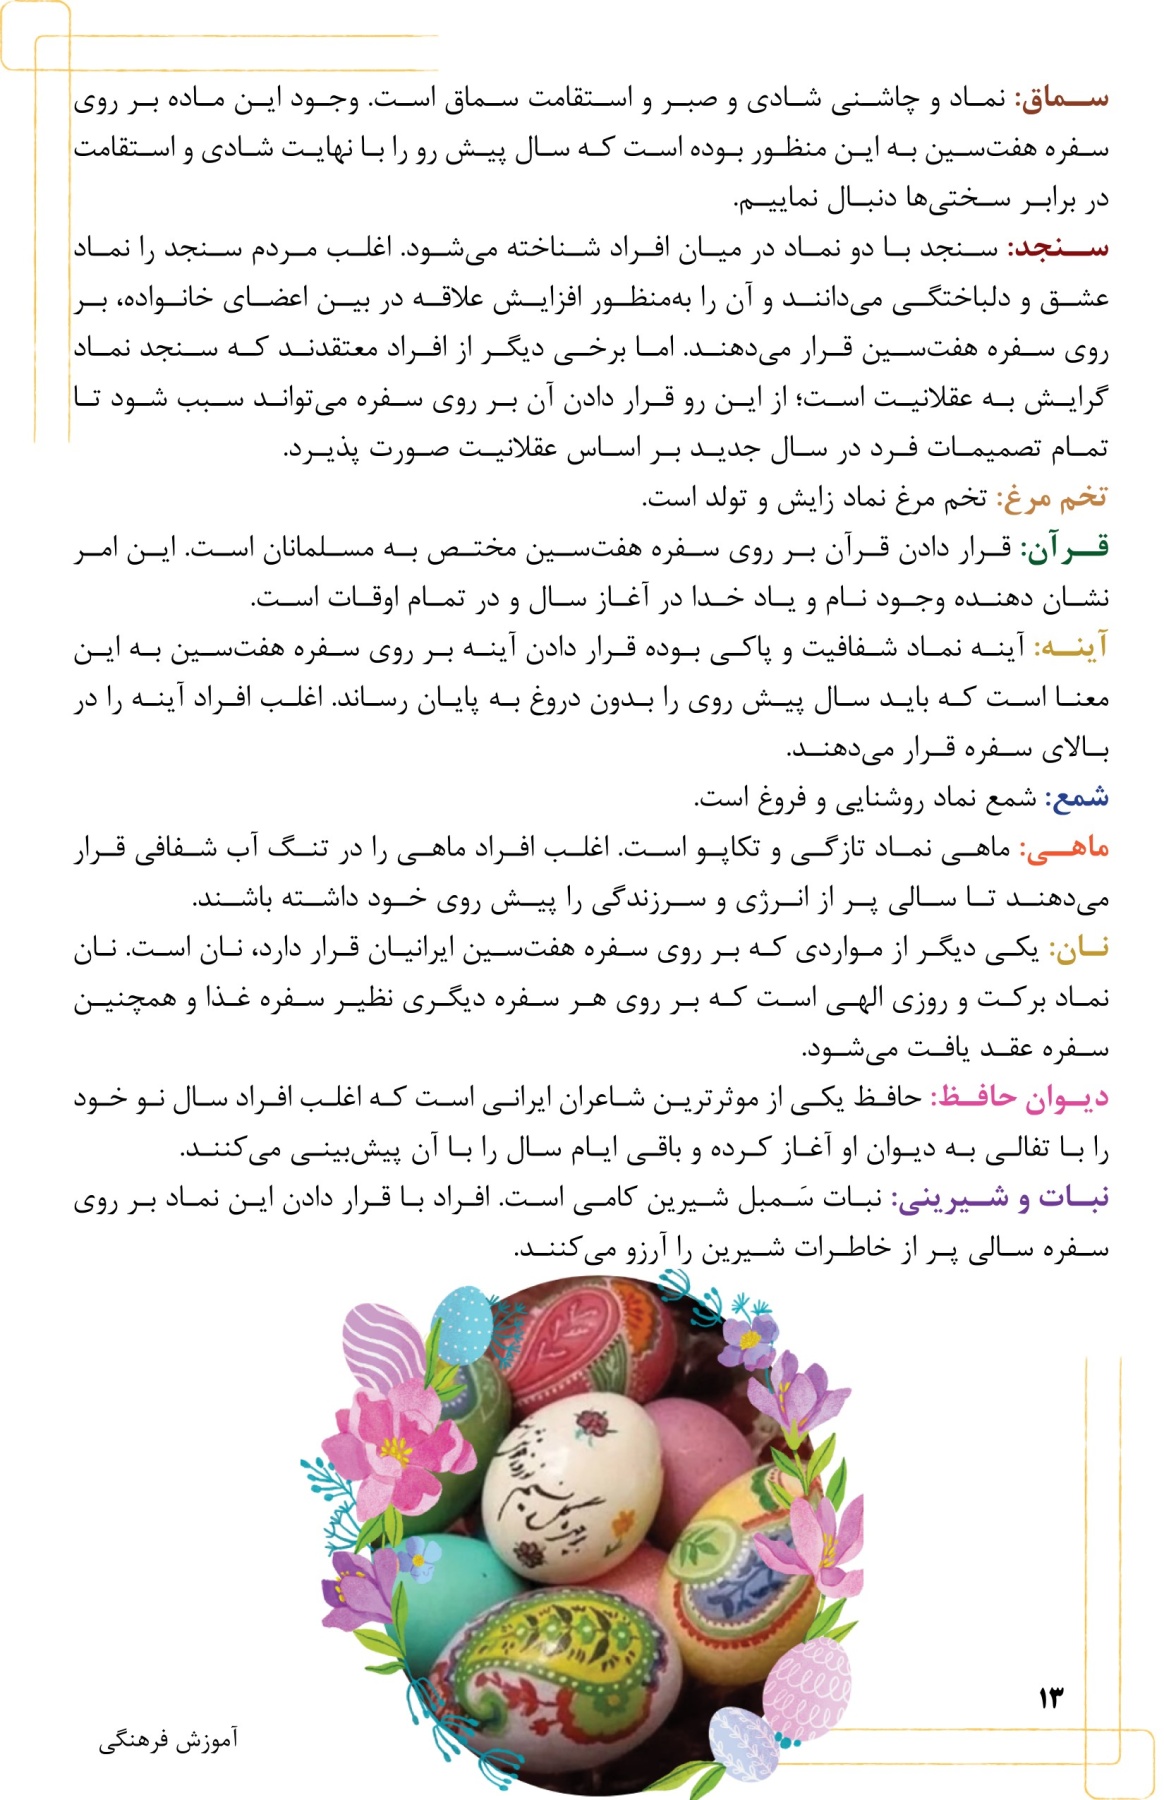 سماق: نماد و چاشنی شادی و صبر و استقامت سماق است. وجود این ماده بر روی
سفره هفت‌سین به این منظور بوده است که سال پیش رو را با نهایت شادی و استقامت
در برابر سختی‌ها دنبال نماییم.
سنجد: سنجد با دو نماد در میان افراد شناخته می‌شود. اغلب مردم سنجد را نماد
عشق و دلباختگی می‌دانند و آن را به‌منظور افزایش علاقه در بین اعضای خانواده، بر
روی سفره هفت‌سین قرار می‌دهند. اما برخی دیگر از افراد معتقدند که سنجد نماد
گرایش به عقلانیت است؛ از این رو قرار دادن آن بر روی سفره می‌تواند سبب شود تا
تمام تصمیمات فرد در سال جدید بر اساس عقلانیت صورت پذیرد.
تخم مرغ: تخم مرغ نماد زایش و تولد است.
قرآن: قرار دادن قرآن بر روی سفره هفت‌سین مختص به مسلمانان است. این امر
نشان دهنده وجود نام و یاد خدا در آغاز سال و در تمام اوقات است.
آینه: آینه نماد شفافیت و پاکی بوده قرار دادن آینه بر روی سفره هفت‌سین به این
معنا است که باید سال پیش روی را بدون دروغ به پایان رساند. اغلب افراد آینه را در
بالای سفره قرار می‌دهند.
شمع: شمع نماد روشنایی و فروغ است.
ماهی: ماهی نماد تازگی و تکاپو است. اغلب افراد ماهی را در تنگ آب شفافی قرار
می‌دهند تا سالی پر از انرژی و سرزندگی را پیش روی خود داشته باشند.
نان: یکی دیگر از مواردی که بر روی سفره هفت‌سین ایرانیان قرار دارد، نان است. نان
نماد برکت و روزی الهی است که بر روی هر سفره دیگری نظیر سفره غذا و همچنین
سفره عقد یافت می‌شود.
دیوان حافظ: حافظ یکی از موثرترین شاعران ایرانی است که اغلب افراد سال نو خود
را با تفالی به دیوان او آغاز کرده و باقی ایام سال را با آن پیش‌بینی می‌کنند.
نبات و شیرینی: نبات سَمبل شیرین کامی است. افراد با قرار دادن این نماد بر روی
سفره سالی پر از خاطرات شیرین را آرزو می‌کنند.
۱۳
آموزش فرهنگی